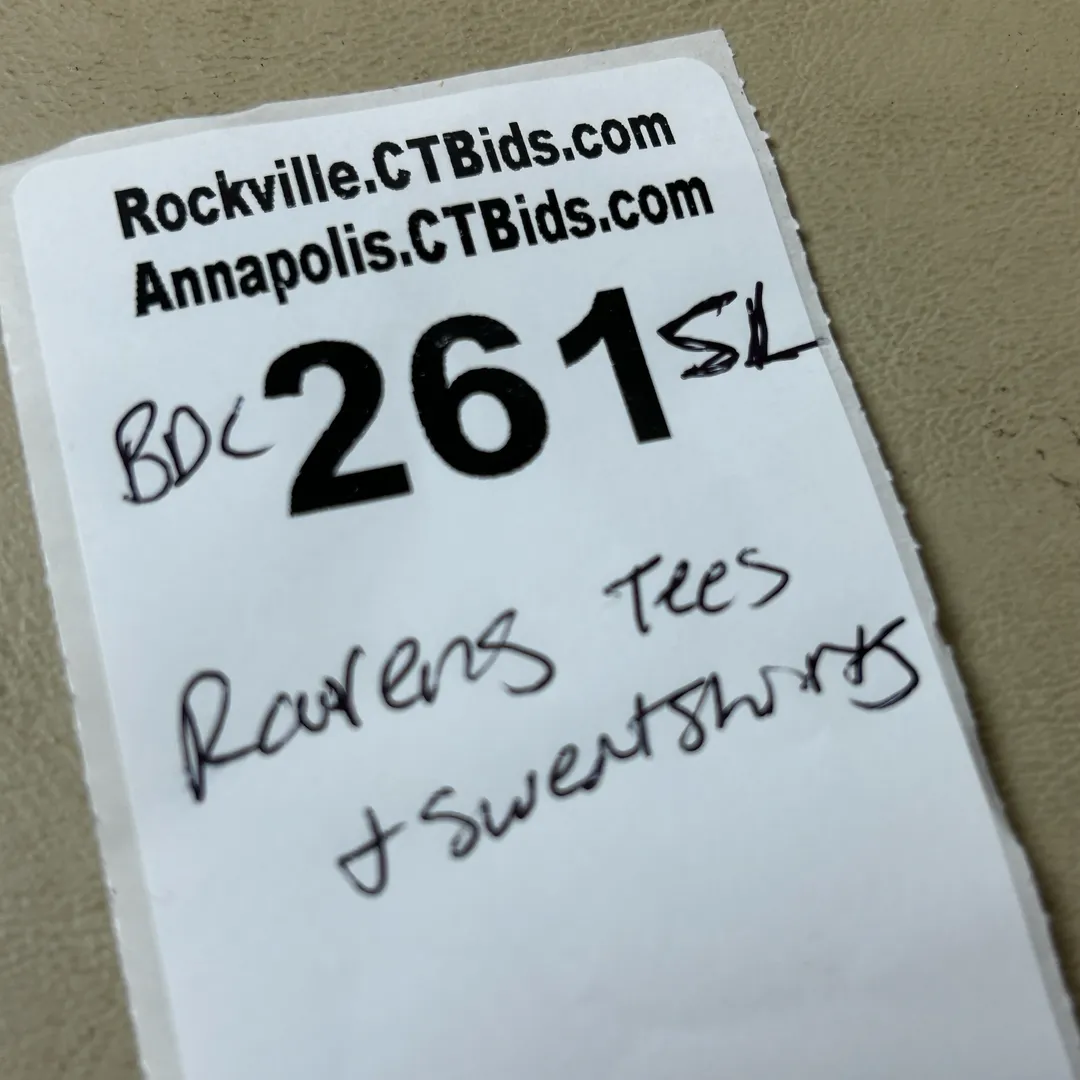 Rockville.CTBids.com
Annapolis.CTBids.com
BDC 261 SL
Ravens Tees
+ Sweatshirts